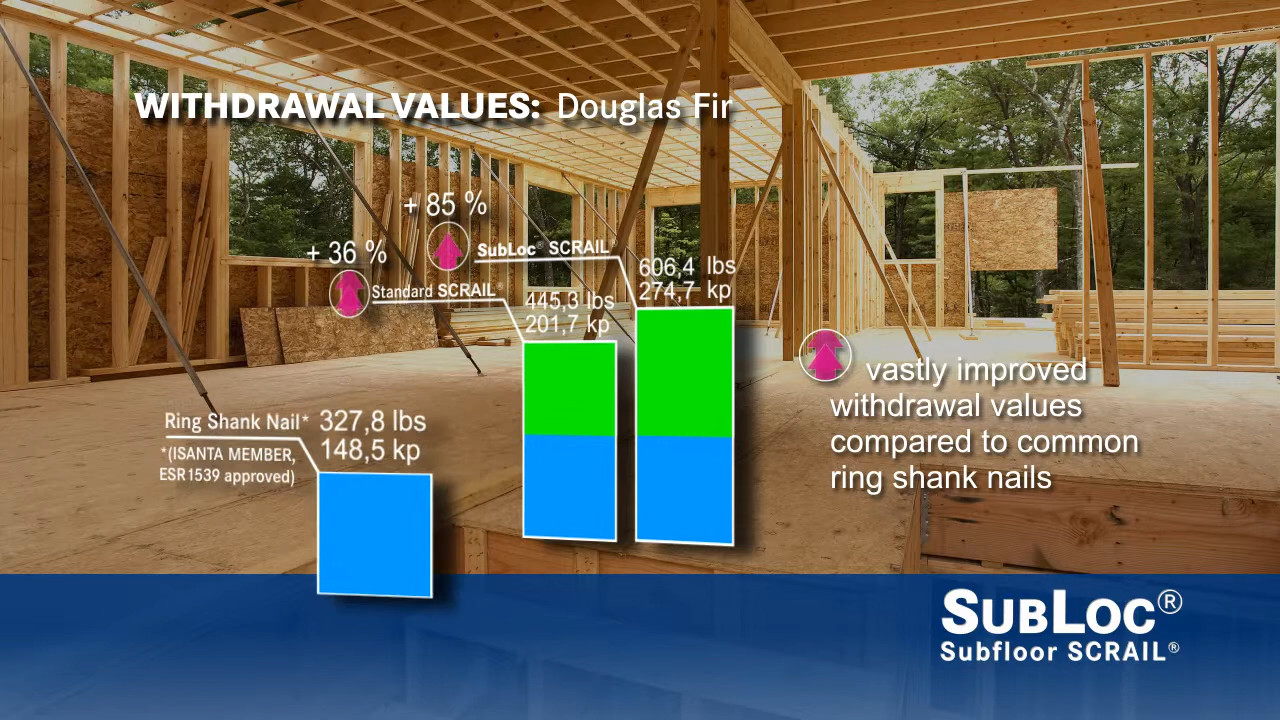 WITHDRAWAL VALUES: Douglas Fir
+ 85 %
SubLoc® SCRAIL®
+ 36 %
Standard SCRAIL®
606,4 lbs
274,7 kp
445,3 lbs
201,7 kp
Ring Shank Nail*
*(ISANTA MEMBER,
ESR1539 approved)
327,8 lbs
148,5 kp
vastly improved
withdrawal values
compared to common
ring shank nails
SUBLOC®
Subfloor SCRAIL®